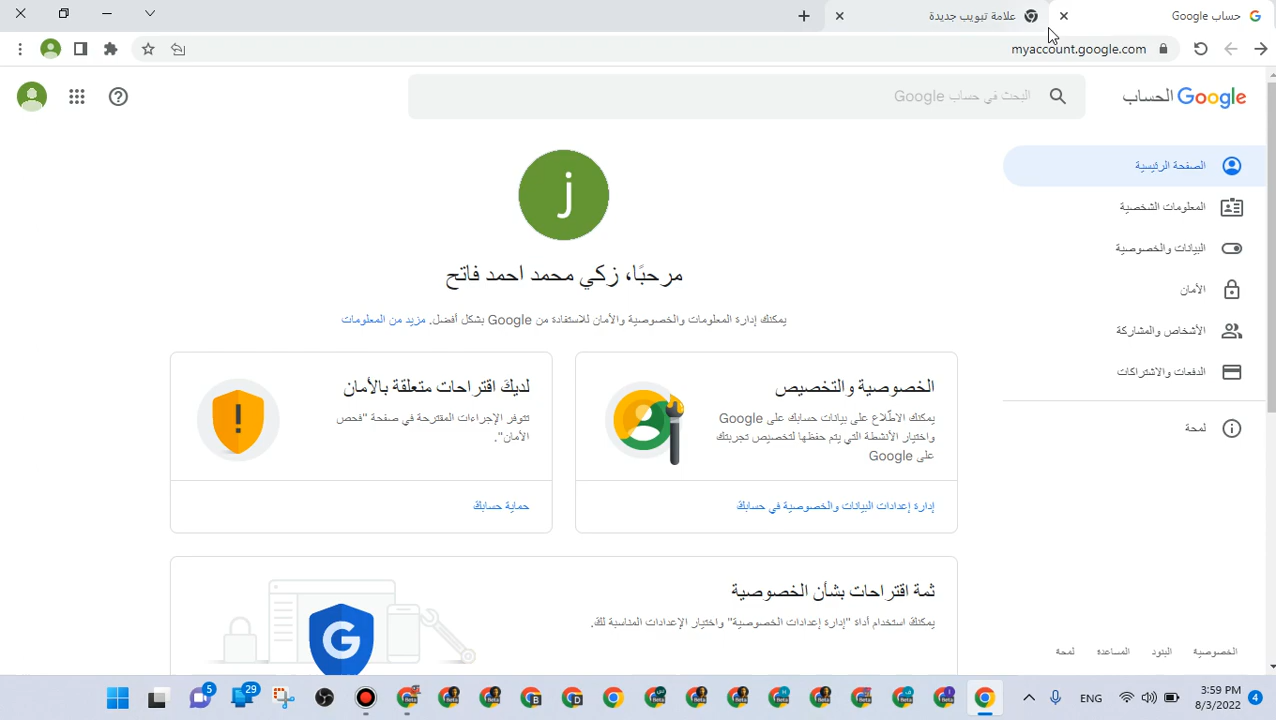 حساب Google
علامة تبويب جديدة
myaccount.google.com
Google الحساب
البحث في حساب Google
الصفحة الرئيسية
المعلومات الشخصية
البيانات والخصوصية
الأمان
الأشخاص والمشاركة
الدفعات والاشتراكات
لمحة
j
مرحبًا، زكي محمد احمد فاتح
يمكنك إدارة المعلومات والخصوصية والأمان للاستفادة من Google بشكل أفضل. مزيد من المعلومات
الخصوصية والتخصيص
يمكنك الاطّلاع على بيانات حسابك على Google
واختيار الأنشطة التي يتم حفظها لتخصيص تجربتك
على Google
إدارة إعدادات البيانات والخصوصية في حسابك
لديك اقتراحات متعلقة بالأمان
تتوفر الإجراءات المقترحة في صفحة "فحص
الأمان".
حماية حسابك
ثمة اقتراحات بشأن الخصوصية
يمكنك استخدام أداة "إدارة إعدادات الخصوصية" واختيار الإعدادات المناسبة لك.
G
الخصوصية البنود المساعدة لمحة
5
29
ENG
3:59 PM
8/3/2022
4